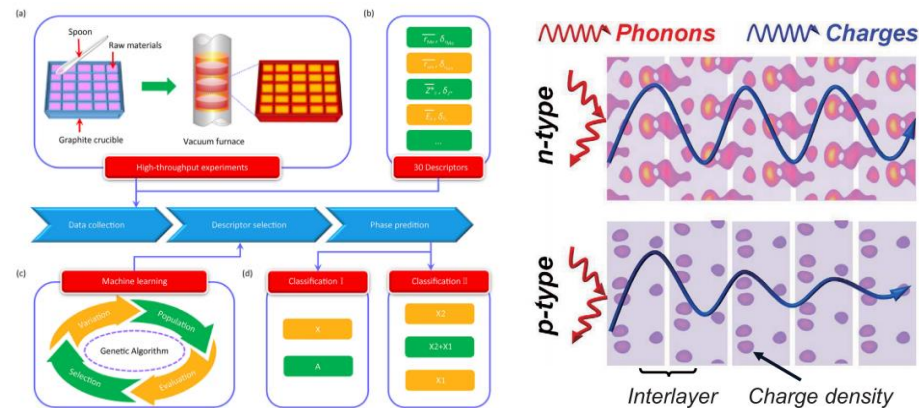 (a)
Spoon
Raw materials
Graphite crucible
Vacuum furnace
High-throughput experiments
(b)
...
30 Descriptors
Data collection
Descriptor selection
Phase predition
(c)
Machine learning
Variation
Population
Genetic Algorithm
Selection
Evaluation
(d)
Classification Ⅰ
X
A
Classification Ⅱ
X2
X2+X1
X1
Phonons
Charges
n-type
p-type
Interlayer
Charge density